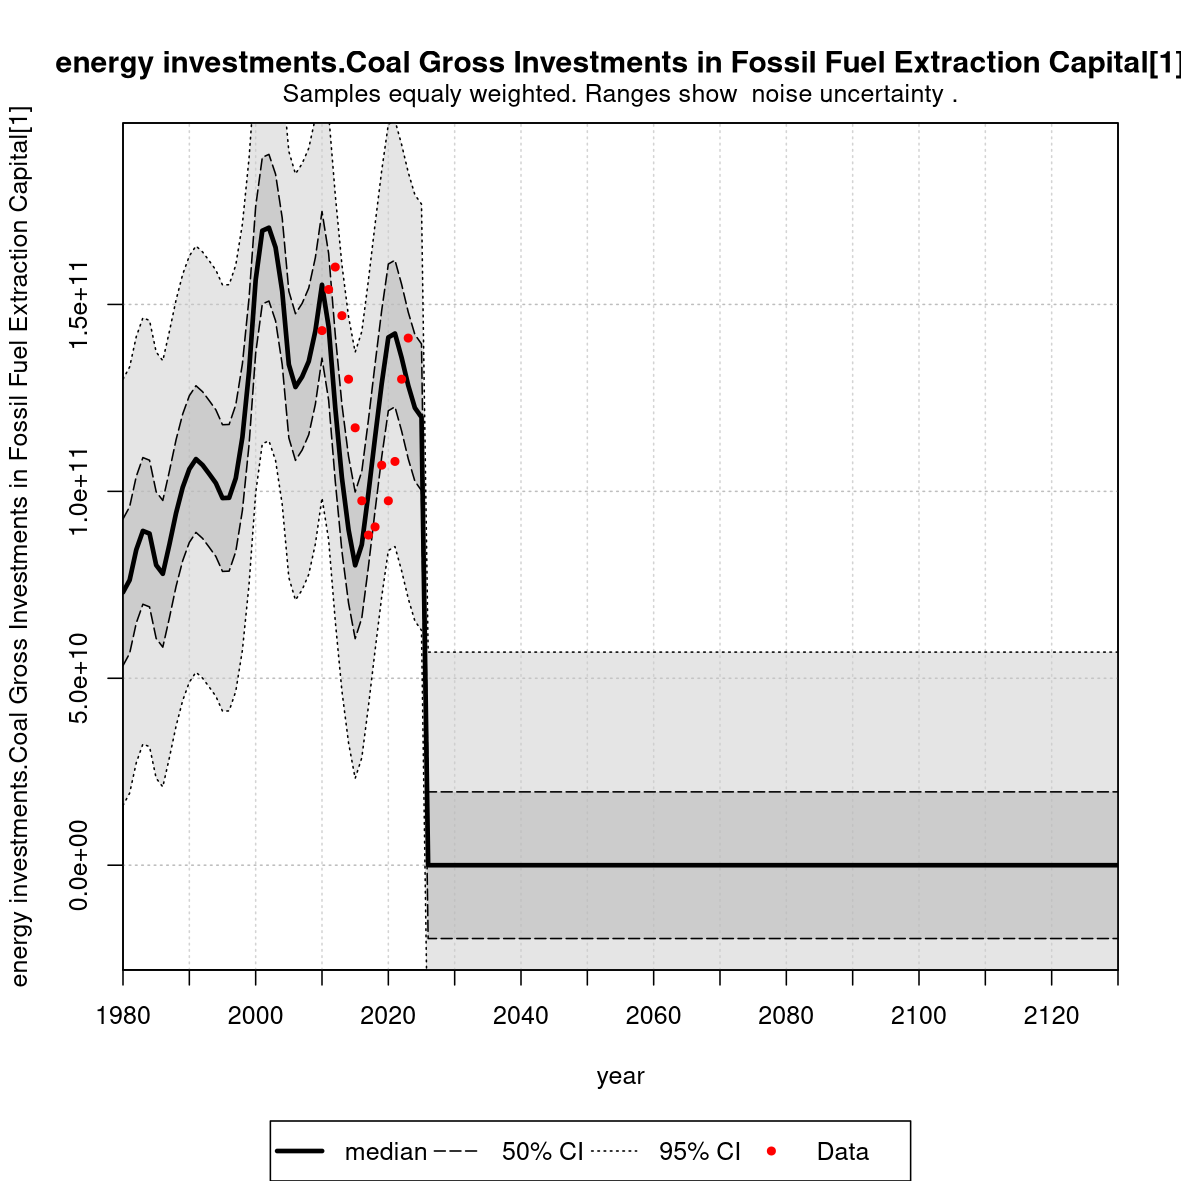 energy investments.Coal Gross Investments in Fossil Fuel Extraction Capital[1]
Samples equaly weighted. Ranges show  noise uncertainty .
energy investments.Coal Gross Investments in Fossil Fuel Extraction Capital[1]
1.5e+11
1.0e+11
5.0e+10
0.0e+00
1980 2000 2020 2040 2060 2080 2100 2120
year
median 50% CI 95% CI Data